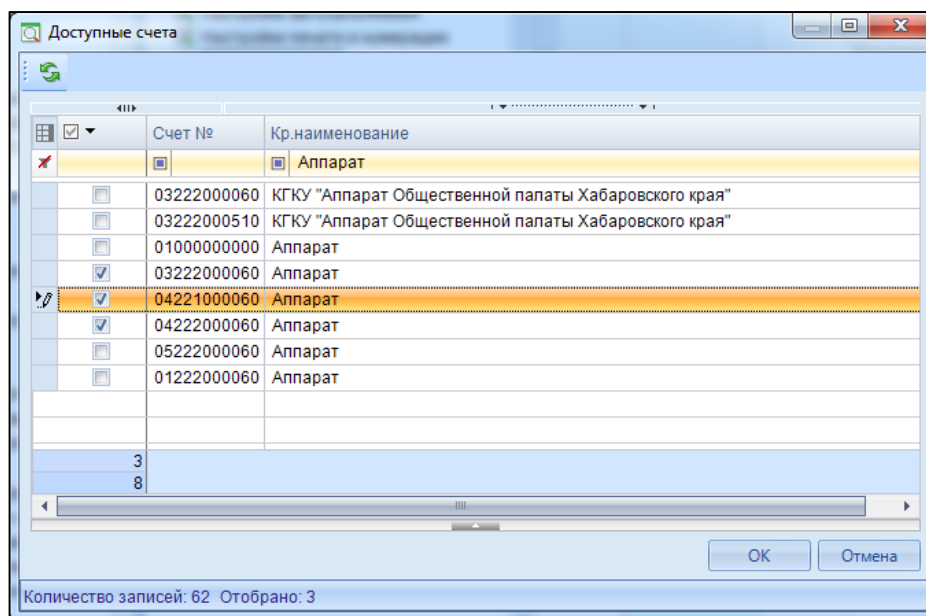 Доступные счета
Счет № Кр.наименование
Аппарат
03222000060 КГКУ "Аппарат Общественной палаты Хабаровского края"
03222000510 КГКУ "Аппарат Общественной палаты Хабаровского края"
01000000000 Аппарат
03222000060 Аппарат
04221000060 Аппарат
04222000060 Аппарат
05222000060 Аппарат
01222000060 Аппарат
3
8
ОК Отмена
Количество записей: 62 Отобрано: 3